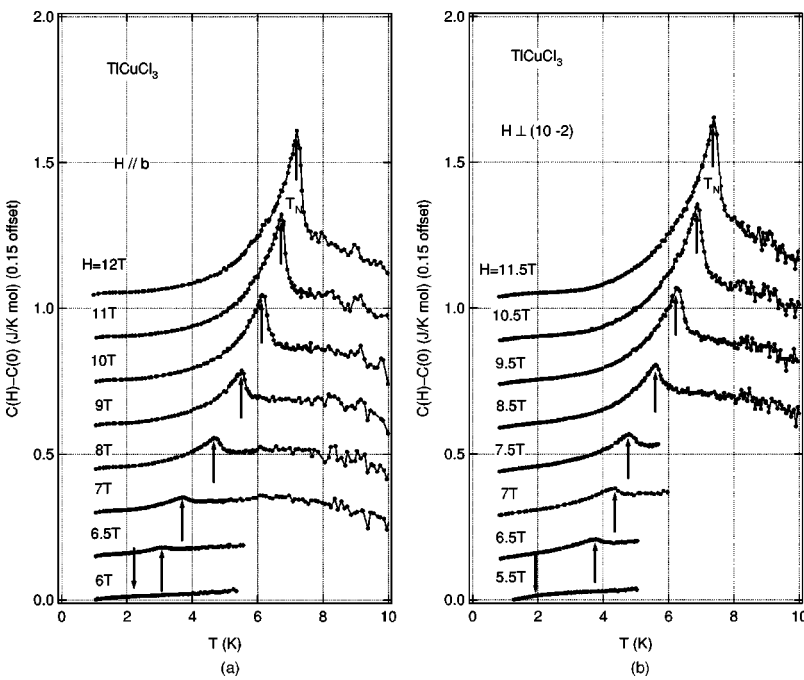 2.0
1.5
1.0
0.5
0.0
C(H)–C(0) (J/K mol) (0.15 offset)
TlCuCl3
H // b
TN
H=12T
11T
10T
9T
8T
7T
6.5T
6T
0 2 4 6 8 10
T (K)
(a)
2.0
1.5
1.0
0.5
0.0
C(H)–C(0) (J/K mol) (0.15 offset)
TlCuCl3
H ⊥ (10 -2)
TN
H=11.5T
10.5T
9.5T
8.5T
7.5T
7T
6.5T
5.5T
0 2 4 6 8 10
T (K)
(b)